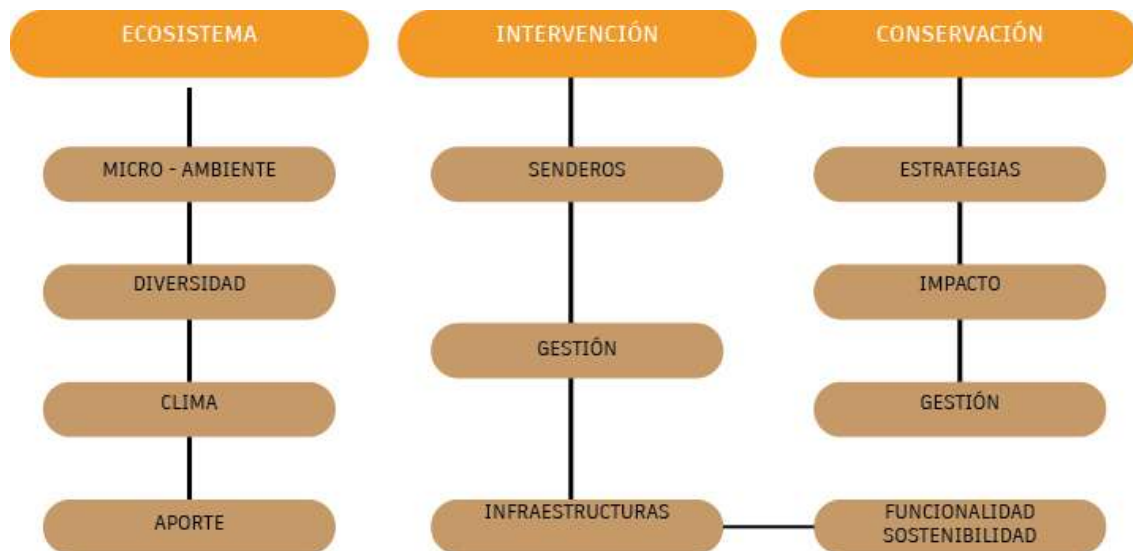 ECOSISTEMA
MICRO - AMBIENTE
DIVERSIDAD
CLIMA
APORTE
INTERVENCIÓN
SENDEROS
GESTIÓN
INFRAESTRUCTURAS
CONSERVACIÓN
ESTRATEGIAS
IMPACTO
GESTIÓN
FUNCIONALIDAD
SOSTENIBILIDAD